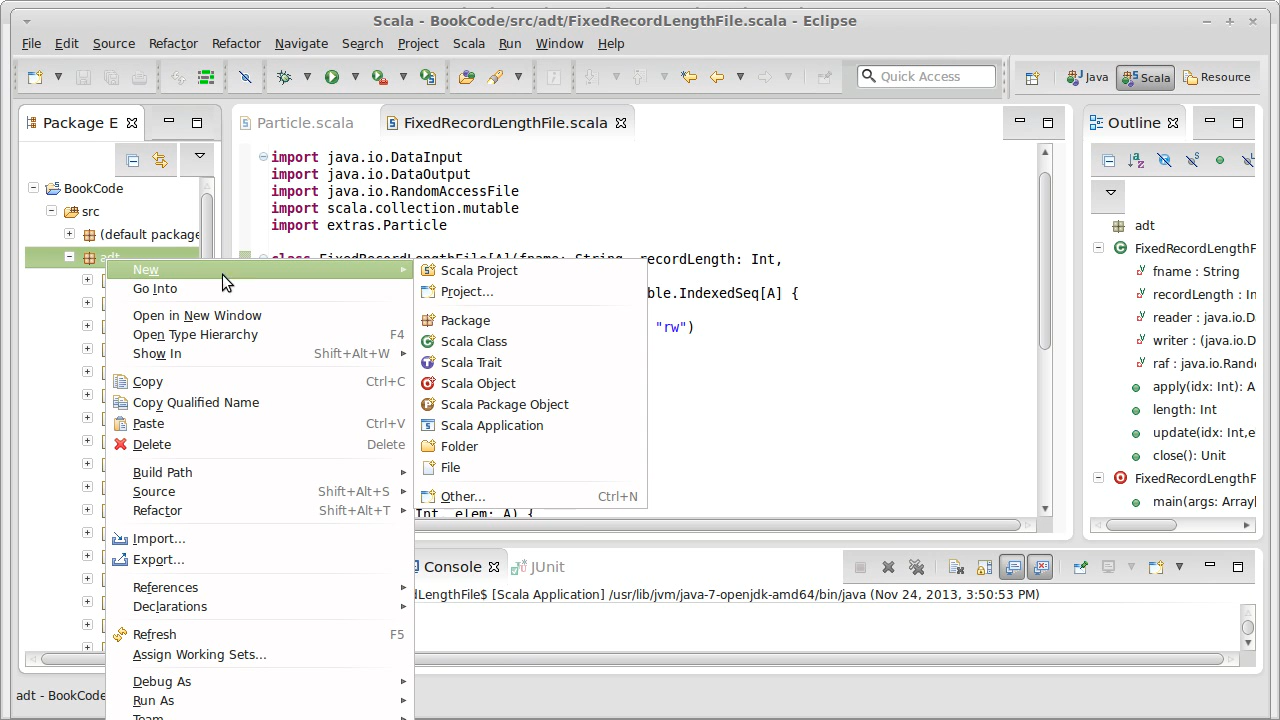 Scala - BookCode/src/adt/FixedRecordLengthFile.scala - Eclipse
File Edit Source Refactor Refactor Navigate Search Project Scala Run Window Help
Quick Access Java Scala Resource
Package E
Particle.scala FixedRecordLengthFile.scala
Outline
BookCode
src
(default package
adt
import java.io.DataInput
import java.io.DataOutput
import java.io.RandomAccessFile
import scala.collection.mutable
import extras.Particle
recordLength: Int,
ble.IndexedSeq[A] {
"rw")
Int, elem: A) {
New
Go Into
Open in New Window
Open Type Hierarchy F4
Show In Shift+Alt+W
Copy Ctrl+C
Copy Qualified Name
Paste Ctrl+V
Delete Delete
Build Path
Source Shift+Alt+S
Refactor Shift+Alt+T
Import...
Export...
References
Declarations
Refresh F5
Assign Working Sets...
Debug As
Run As
Team
Scala Project
Project...
Package
Scala Class
Scala Trait
Scala Object
Scala Package Object
Scala Application
Folder
File
Other... Ctrl+N
adt
FixedRecordLengthF
fname : String
recordLength : In
reader : java.io.D
writer : (java.io.D
raf : java.io.Rando
apply(idx: Int): A
length: Int
update(idx: Int,e
close(): Unit
FixedRecordLengthF
main(args: Array[
Console JUnit
dLengthFile$ [Scala Application] /usr/lib/jvm/java-7-openjdk-amd64/bin/java (Nov 24, 2013, 3:50:53 PM)
adt - BookCode